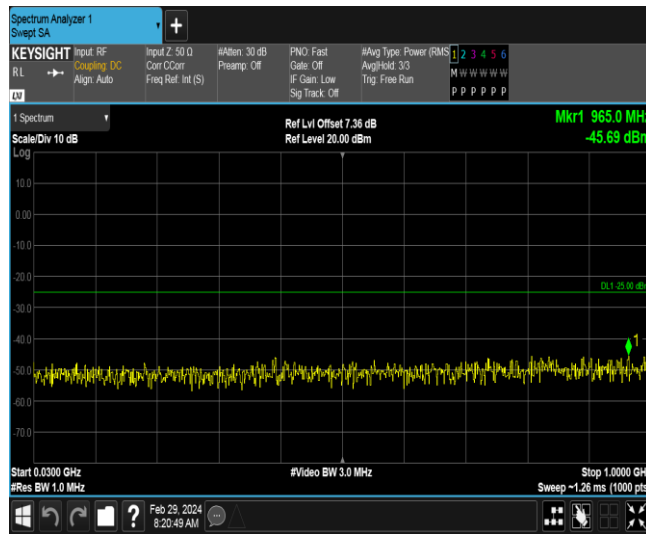 Spectrum Analyzer 1
Swept SA
+
KEYSIGHT
RL
LXI
Input: RF
Coupling: DC
Align: Auto
Input Z: 50 Ω
Corr CCorr
Freq Ref: Int (S)
#Atten: 30 dB
Preamp: Off
PNO: Fast
Gate: Off
IF Gain: Low
Sig Track: Off
#Avg Type: Power (RMS
Avg|Hold: 3/3
Trig: Free Run
1 2 3 4 5 6
M W W W W W
P P P P P P
1 Spectrum
Scale/Div 10 dB
Log
Ref Lvl Offset 7.36 dB
Ref Level 20.00 dBm
Mkr1 965.0 MHz
-45.69 dBm
10.0
0.00
-10.0
-20.0
DL1 -25.00 dBm
-30.0
-40.0
1
-50.0
-60.0
-70.0
Start 0.0300 GHz
#Res BW 1.0 MHz
#Video BW 3.0 MHz
Stop 1.0000 GH
Sweep ~1.26 ms (1000 pts
?
Feb 29, 2024
8:20:49 AM